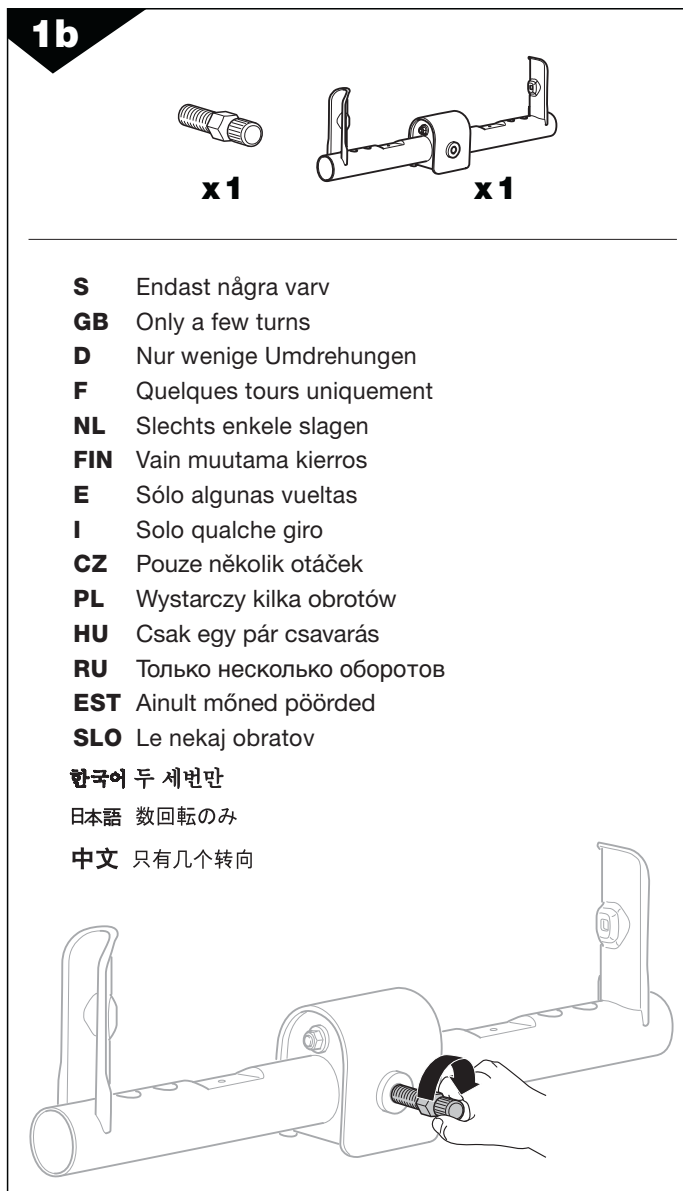 1b
x 1 x 1
S Endast några varv
GB Only a few turns
D Nur wenige Umdrehungen
F Quelques tours uniquement
NL Slechts enkele slagen
FIN Vain muutama kierros
E Sólo algunas vueltas
I Solo qualche giro
CZ Pouze několik otáček
PL Wystarczy kilka obrotów
HU Csak egy pár csavarás
RU Только несколько оборотов
EST Ainult mőned pöörded
SLO Le nekaj obratov
한국어 두 세번만
日本語 数回転のみ
中文 只有几个转向